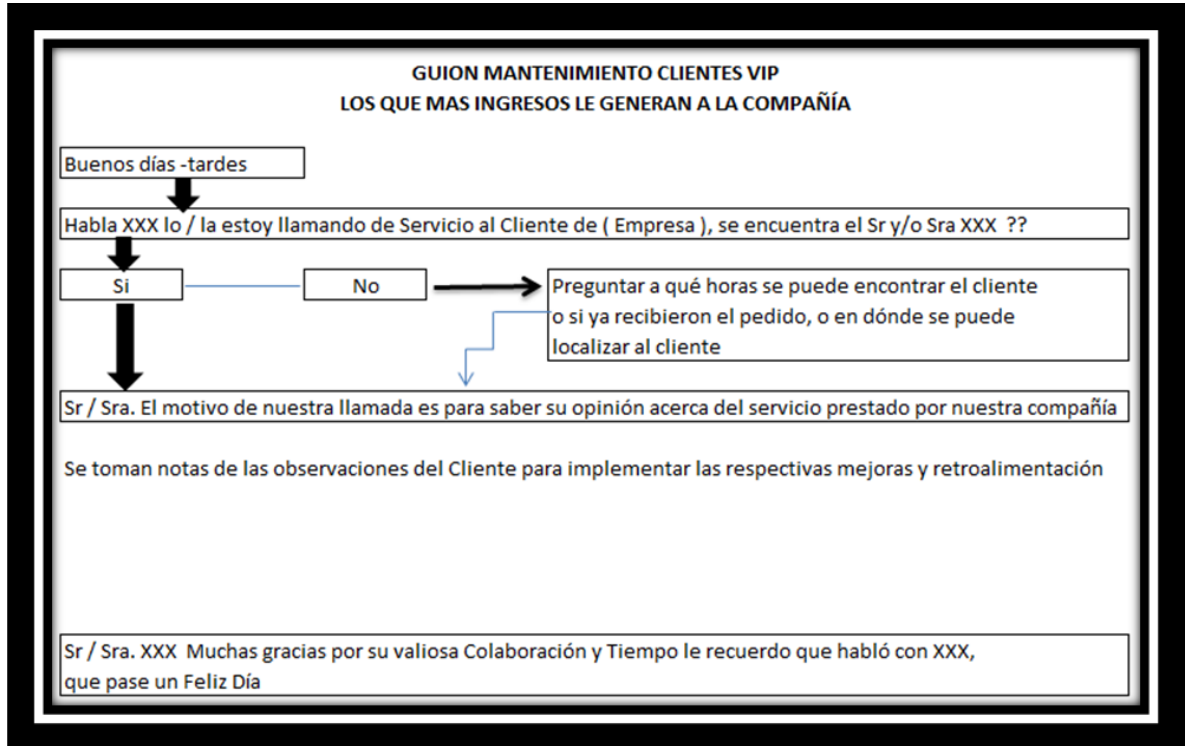 GUION MANTENIMIENTO CLIENTES VIP
LOS QUE MAS INGRESOS LE GENERAN A LA COMPAÑÍA
Buenos días -tardes
Habla XXX lo / la estoy llamando de Servicio al Cliente de ( Empresa ), se encuentra el Sr y/o Sra XXX ??
Si
No
Preguntar a qué horas se puede encontrar el cliente
o si ya recibieron el pedido, o en dónde se puede
localizar al cliente
Sr / Sra. El motivo de nuestra llamada es para saber su opinión acerca del servicio prestado por nuestra compañía
Se toman notas de las observaciones del Cliente para implementar las respectivas mejoras y retroalimentación
Sr / Sra. XXX Muchas gracias por su valiosa Colaboración y Tiempo le recuerdo que habló con XXX,
que pase un Feliz Día